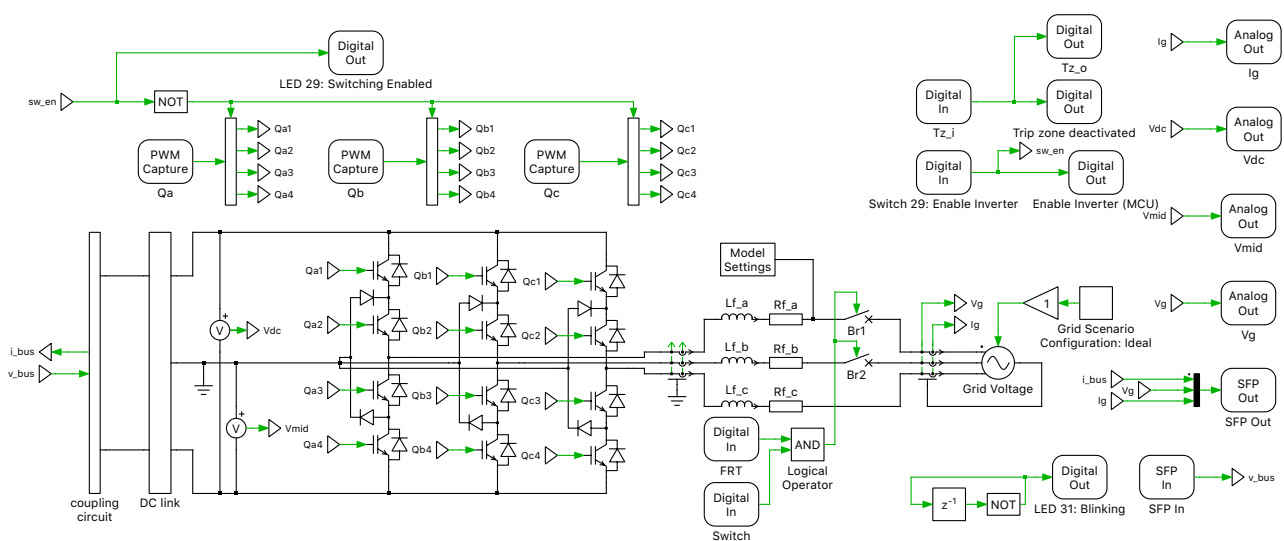 Digital
Out
LED 29: Switching Enabled
sw_en
NOT
PWM
Capture
Qa
Qa1
Qa2
Qa3
Qa4
PWM
Capture
Qb
Qb1
Qb2
Qb3
Qb4
PWM
Capture
Qc
Qc1
Qc2
Qc3
Qc4
Digital
Out
Tz_o
Digital
In
Tz_i
Digital
Out
Trip zone deactivated
Digital
In
Switch 29: Enable Inverter
sw_en
Digital
Out
Enable Inverter (MCU)
Ig
Analog
Out
Ig
Vdc
Analog
Out
Vdc
Vmid
Analog
Out
Vmid
Vg
Analog
Out
Vg
i_bus
v_bus
coupling
circuit
DC link
V
+
Vdc
V
+
Vmid
Qa1
Qa2
Qa3
Qa4
Qb1
Qb2
Qb3
Qb4
Qc1
Qc2
Qc3
Qc4
Model
Settings
Lf_a
Rf_a
Br1
Lf_b
Rf_b
Br2
Lf_c
Rf_c
Vg
Ig
1
Grid Scenario
Configuration: Ideal
Grid Voltage
Digital
In
FRT
AND
Logical
Operator
Digital
In
Switch
i_bus
Vg
Ig
SFP
Out
SFP Out
z-1
NOT
Digital
Out
LED 31: Blinking
SFP
In
SFP In
v_bus